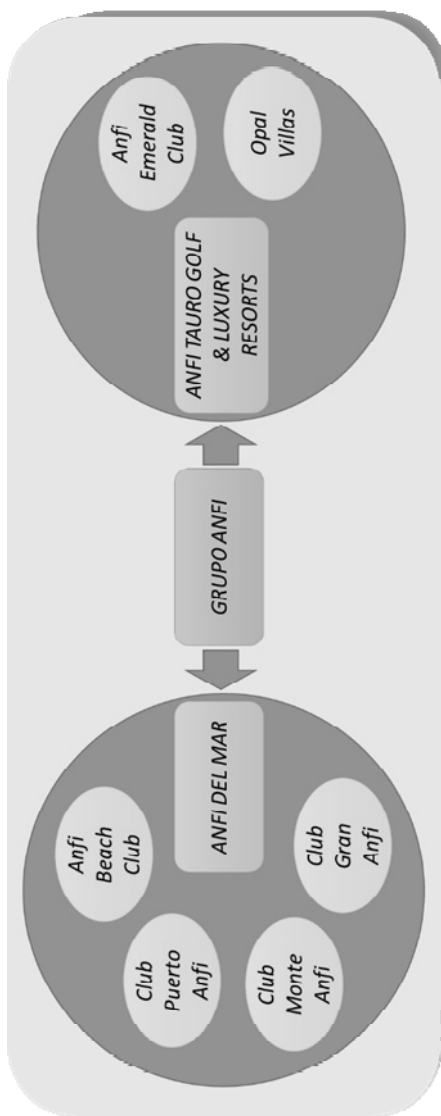 Anfi
Beach
Club
Club
Puerto
Anfi
Club
Monte
Anfi
Club
Gran
Anfi
ANFI DEL MAR
GRUPO ANFI
ANFI TAURO GOLF
& LUXURY
RESORTS
Anfi
Emerald
Club
Opal
Villas